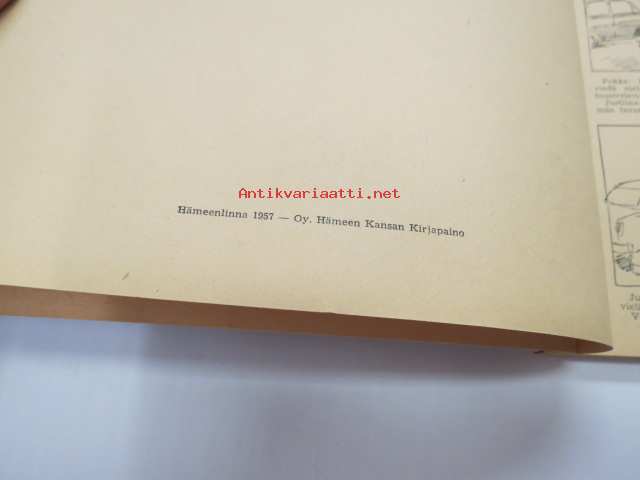 Antikvariaatti.net
Hämeenlinna 1957 — Oy. Hämeen Kansan Kirjapaino